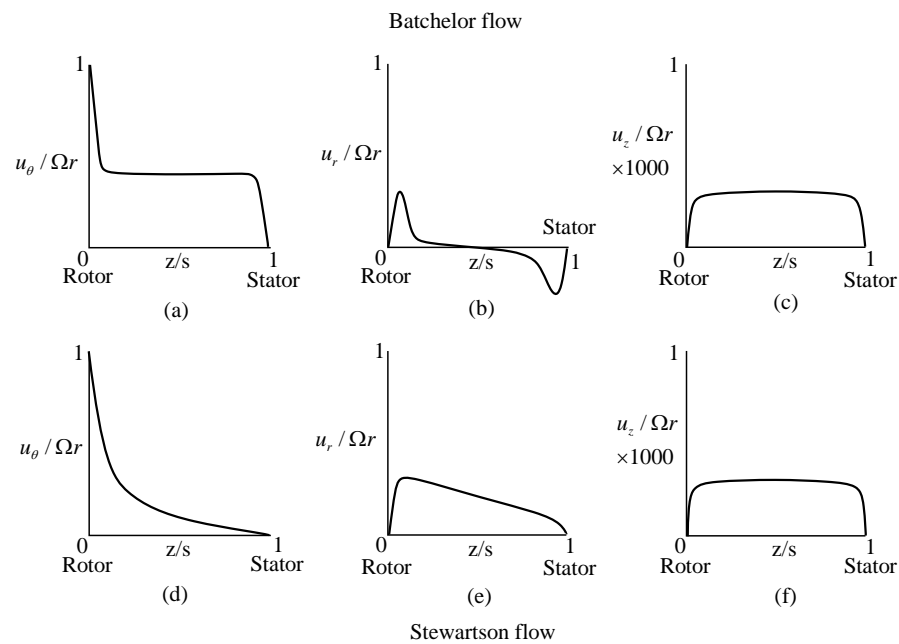 Batchelor flow
1
u_θ / Ωr
0
z/s
1
Rotor
Stator
(a)
1
u_r / Ωr
Stator
0
z/s
1
Rotor
(b)
1
u_z / Ωr
×1000
0
z/s
1
Rotor
Stator
(c)
1
u_θ / Ωr
0
z/s
1
Rotor
Stator
(d)
1
u_r / Ωr
0
z/s
1
Rotor
Stator
(e)
1
u_z / Ωr
×1000
0
z/s
1
Rotor
Stator
(f)
Stewartson flow